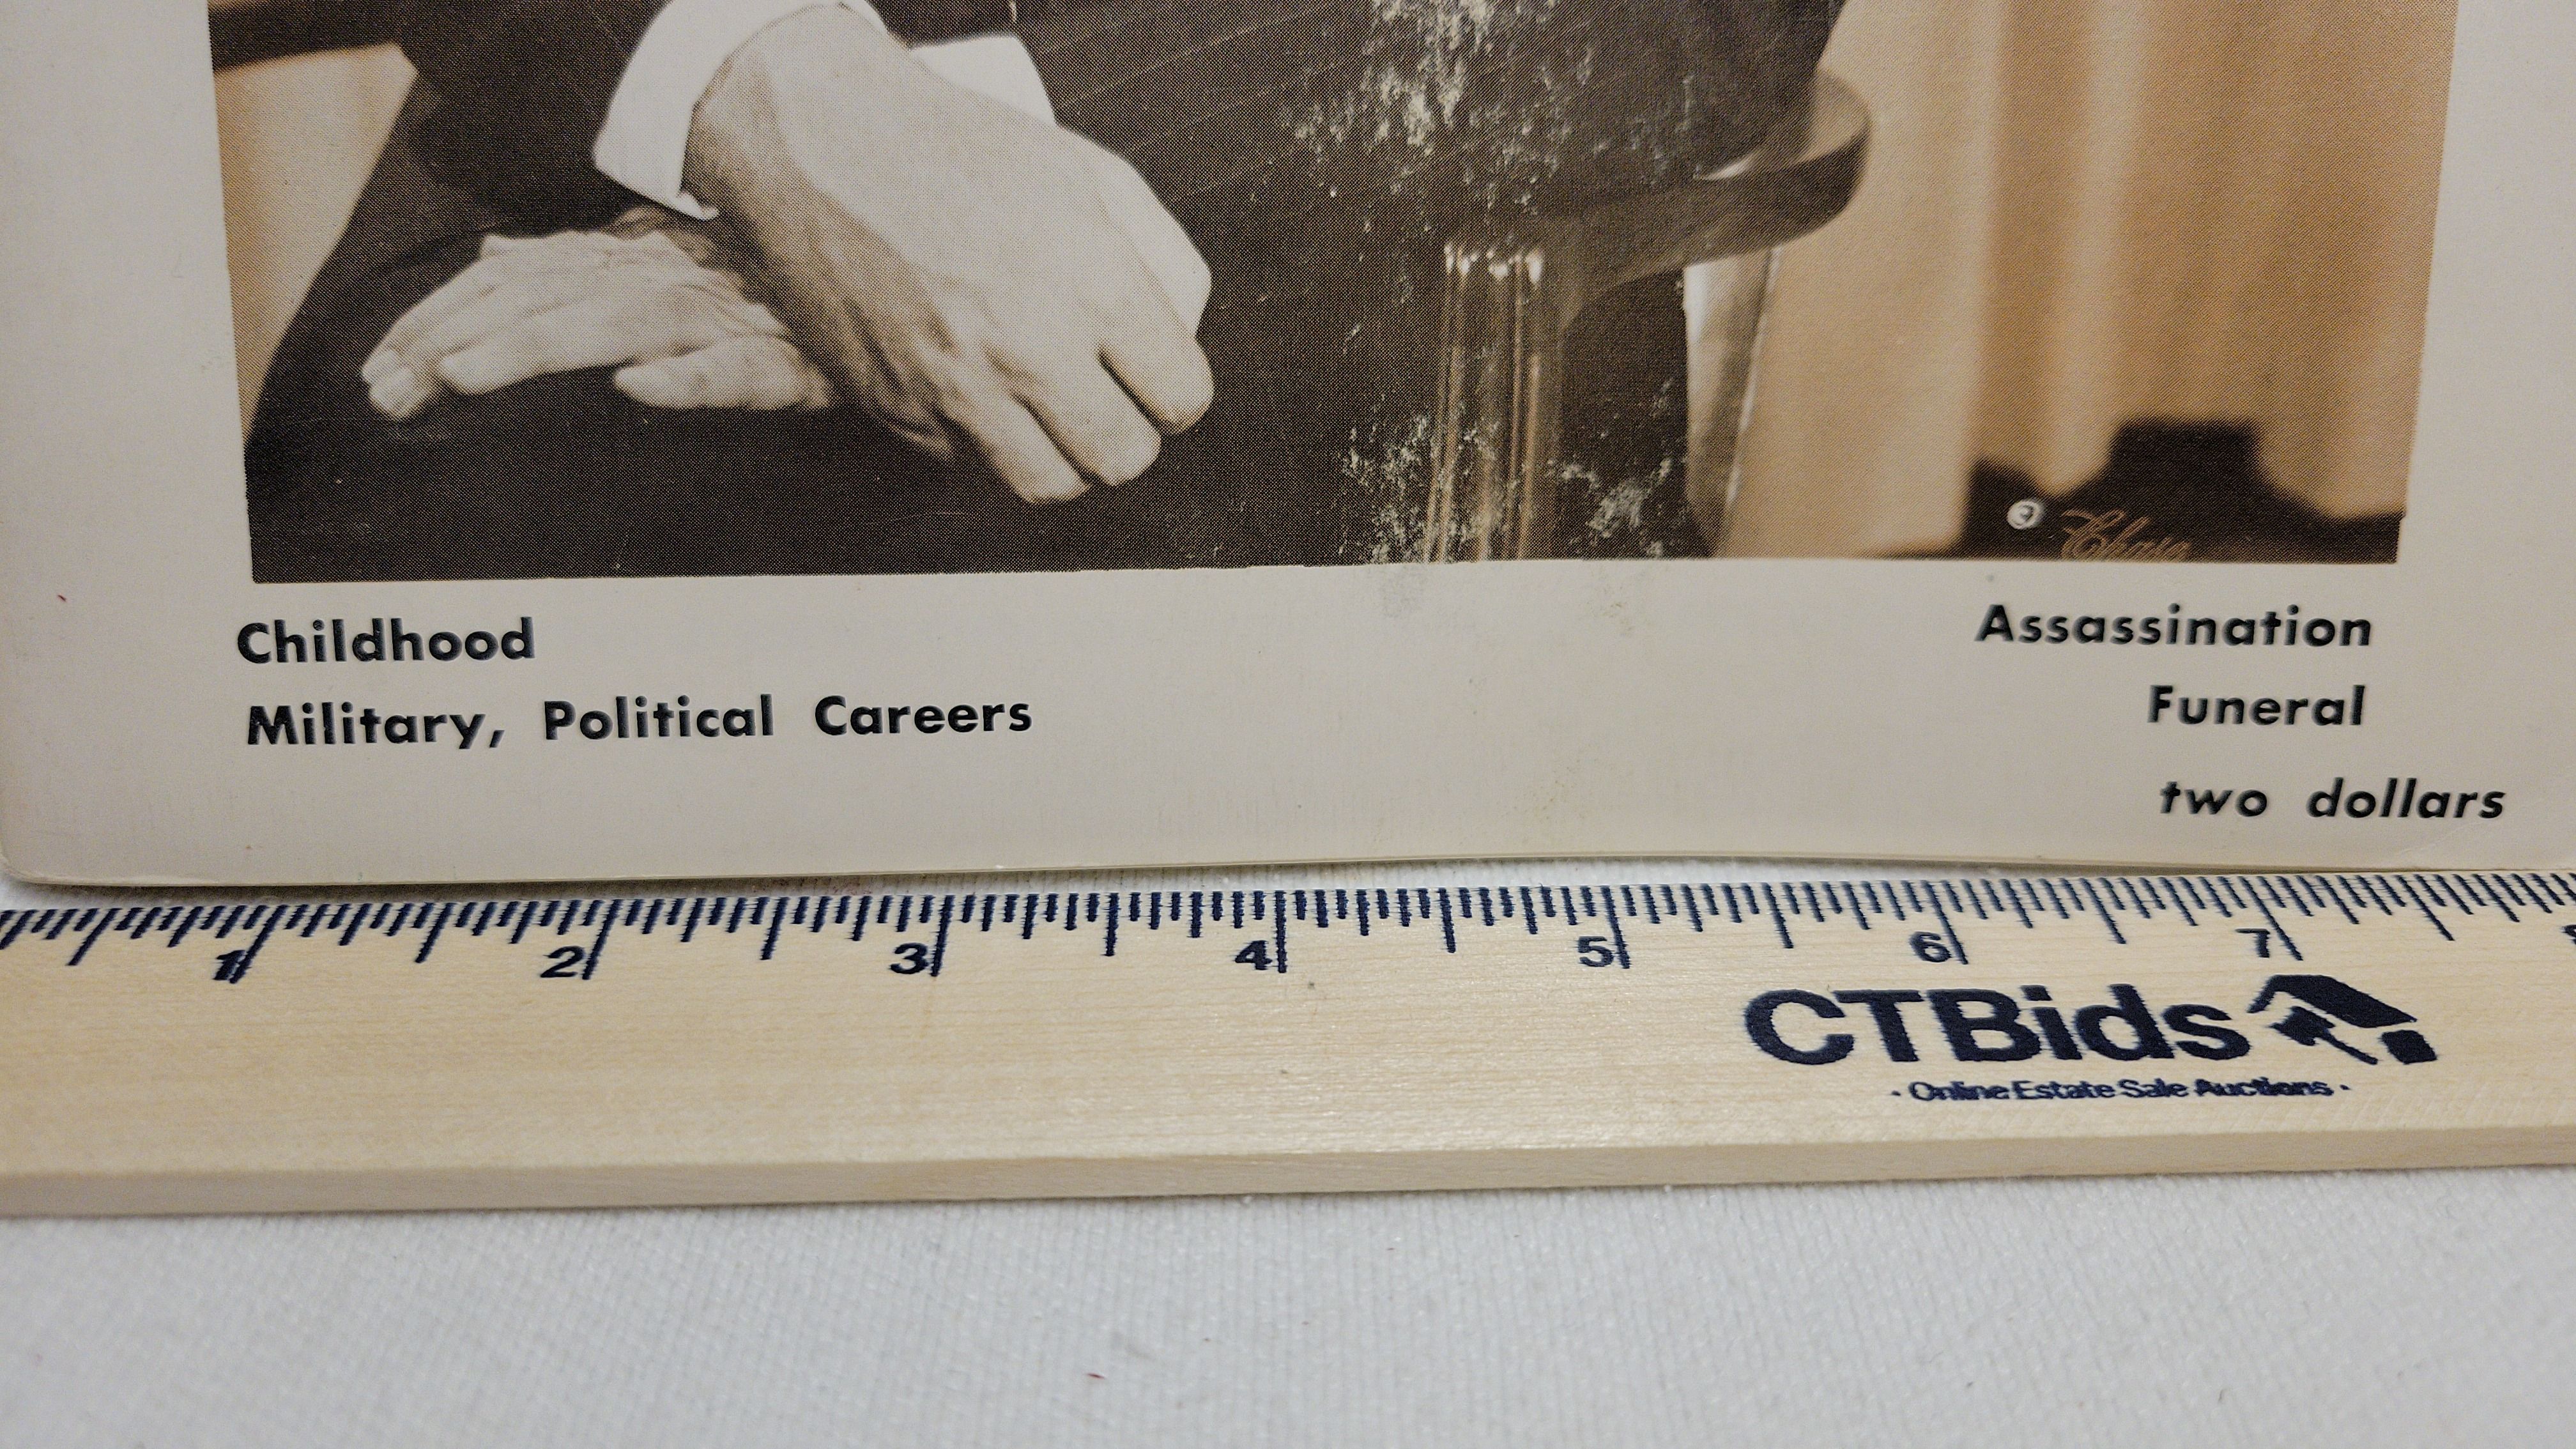 Chase
Childhood
Military, Political Careers
Assassination
Funeral
two dollars
1 2 3 4 5 6 7
CTBids
· Online Estate Sale Auctions ·